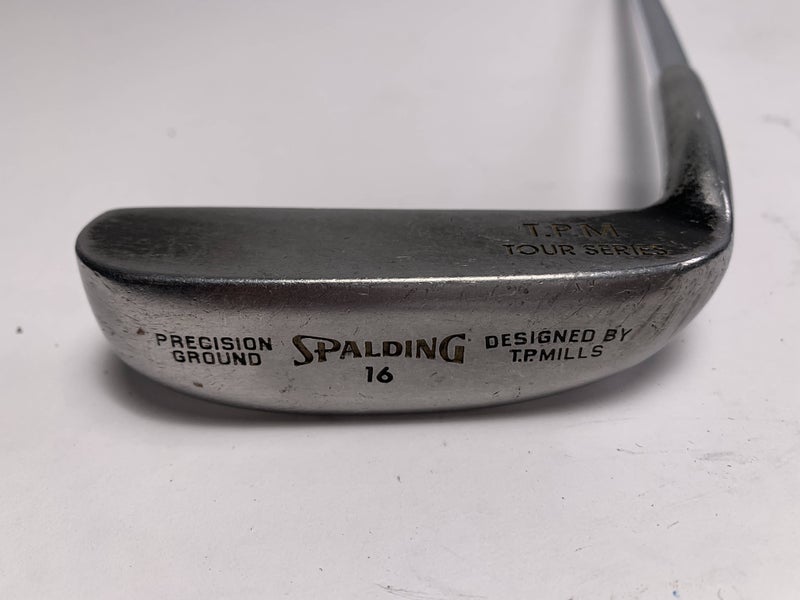 T.P.M.
TOUR SERIES
PRECISION
GROUND
SPALDING
16
DESIGNED BY
T.P.MILLS